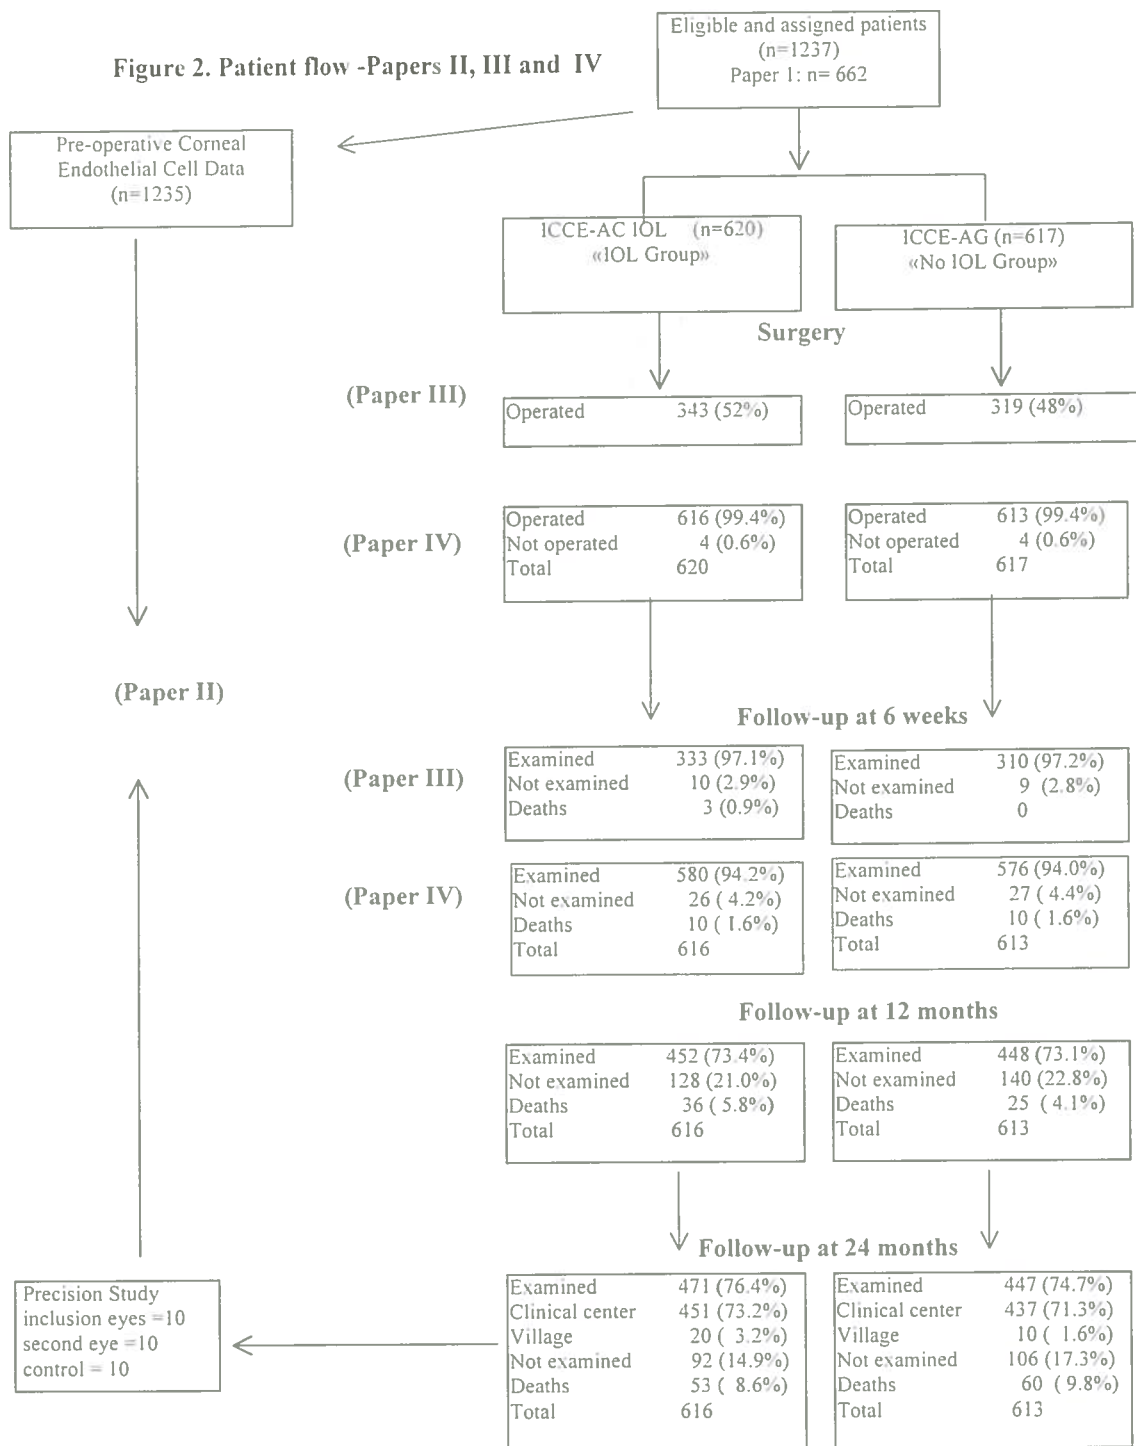 Figure 2. Patient flow -Papers II, III and IV
Eligible and assigned patients
(n=1237)
Paper 1: n= 662
Pre-operative Corneal
Endothelial Cell Data
(n=1235)
ICCE-AC IOL (n=620)
«IOL Group»
ICCE-AG (n=617)
«No IOL Group»
Surgery
(Paper III)
Operated 343 (52%)
Operated 319 (48%)
(Paper IV)
Operated 616 (99.4%)
Not operated 4 (0.6%)
Total 620
Operated 613 (99.4%)
Not operated 4 (0.6%)
Total 617
(Paper II)
Follow-up at 6 weeks
(Paper III)
Examined 333 (97.1%)
Not examined 10 (2.9%)
Deaths 3 (0.9%)
Examined 310 (97.2%)
Not examined 9 (2.8%)
Deaths 0
(Paper IV)
Examined 580 (94.2%)
Not examined 26 ( 4.2%)
Deaths 10 ( 1.6%)
Total 616
Examined 576 (94.0%)
Not examined 27 ( 4.4%)
Deaths 10 ( 1.6%)
Total 613
Follow-up at 12 months
Examined 452 (73.4%)
Not examined 128 (21.0%)
Deaths 36 ( 5.8%)
Total 616
Examined 448 (73.1%)
Not examined 140 (22.8%)
Deaths 25 ( 4.1%)
Total 613
Follow-up at 24 months
Precision Study
inclusion eyes =10
second eye =10
control = 10
Examined 471 (76.4%)
Clinical center 451 (73.2%)
Village 20 ( 3.2%)
Not examined 92 (14.9%)
Deaths 53 ( 8.6%)
Total 616
Examined 447 (74.7%)
Clinical center 437 (71.3%)
Village 10 ( 1.6%)
Not examined 106 (17.3%)
Deaths 60 ( 9.8%)
Total 613